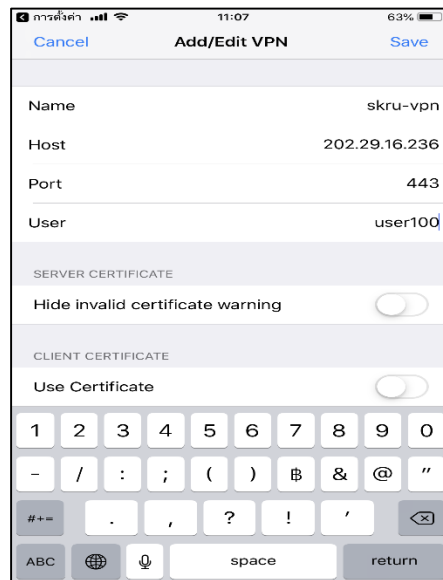 การตั้งค่า 11:07 63%
Cancel Add/Edit VPN Save
Name skru-vpn
Host 202.29.16.236
Port 443
User user100
SERVER CERTIFICATE
Hide invalid certificate warning
CLIENT CERTIFICATE
Use Certificate
1 2 3 4 5 6 7 8 9 0
- / : ; ( ) ฿ & @ "
#+= . , ? ! '
ABC space return